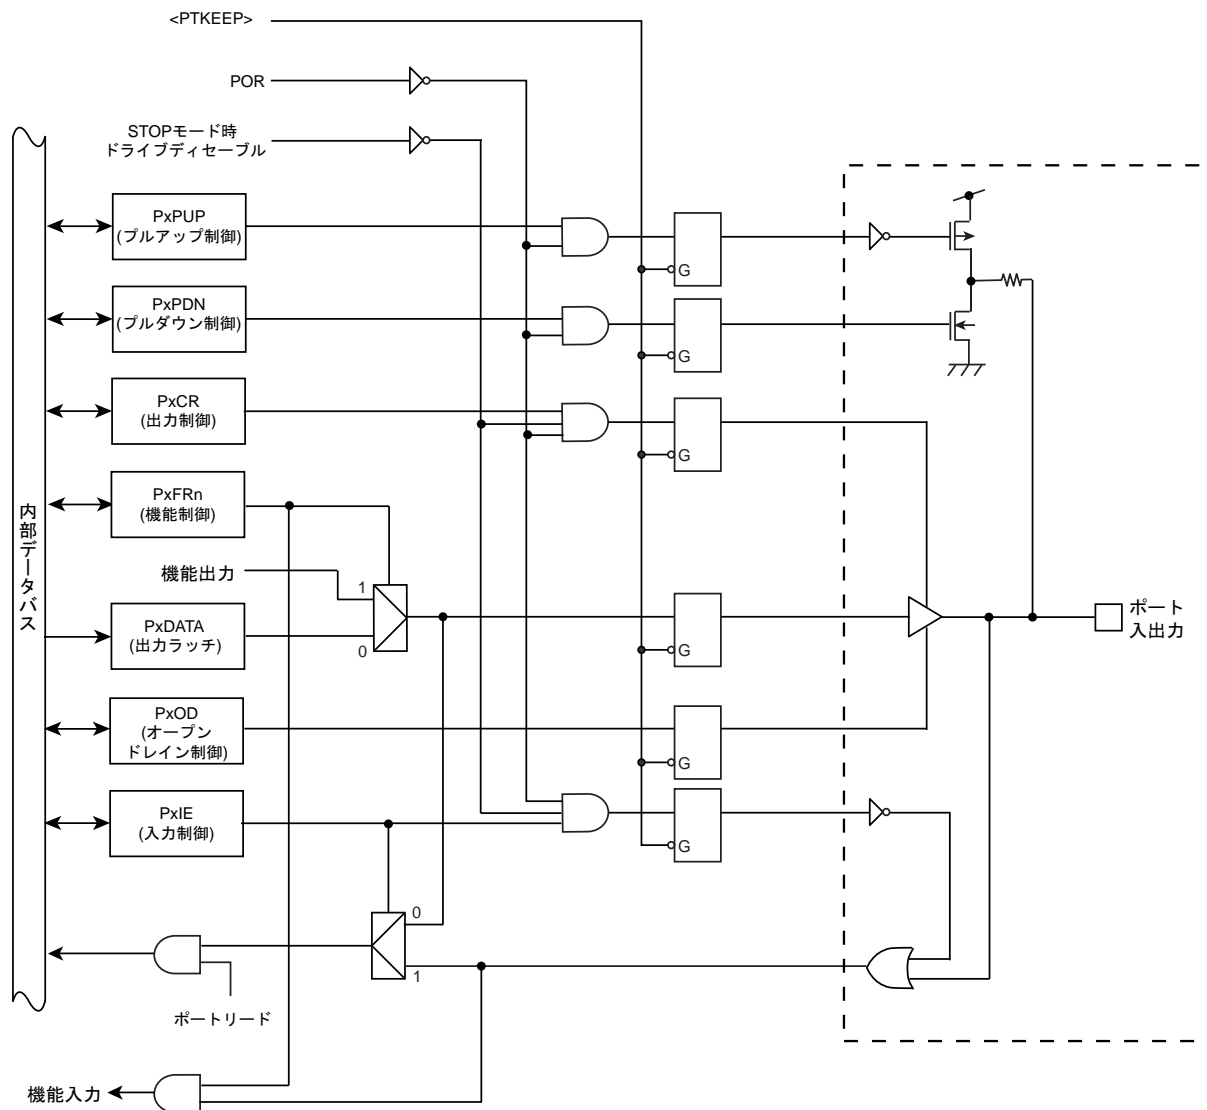 <PTKEEP>
POR
STOPモード時
ドライブディセーブル
PxPUP
(プルアップ制御)
G
PxPDN
(プルダウン制御)
G
PxCR
(出力制御)
G
PxFRn
(機能制御)
内部データバス
機能出力
1
PxDATA
(出力ラッチ)
0
G
ポート
入出力
PxOD
(オープン
ドレイン制御)
G
PxIE
(入力制御)
G
0
1
ポートリード
機能入力